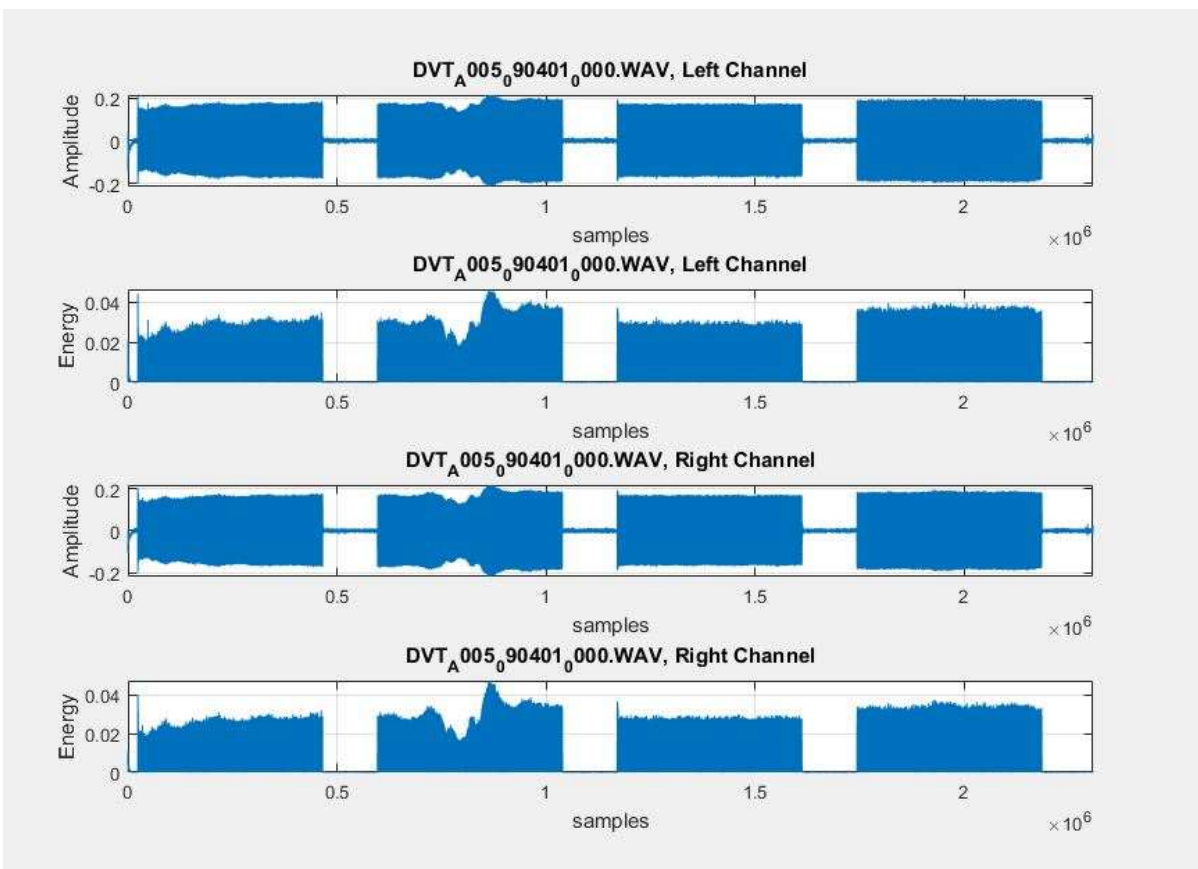 DVT_A005_090401_0000.WAV, Left Channel
Amplitude
0.2
0
-0.2
0 0.5 1 1.5 2
samples
×10^6
DVT_A005_090401_0000.WAV, Left Channel
Energy
0.04
0.02
0
0 0.5 1 1.5 2
samples
×10^6
DVT_A005_090401_0000.WAV, Right Channel
Amplitude
0.2
0
-0.2
0 0.5 1 1.5 2
samples
×10^6
DVT_A005_090401_0000.WAV, Right Channel
Energy
0.04
0.02
0
0 0.5 1 1.5 2
samples
×10^6